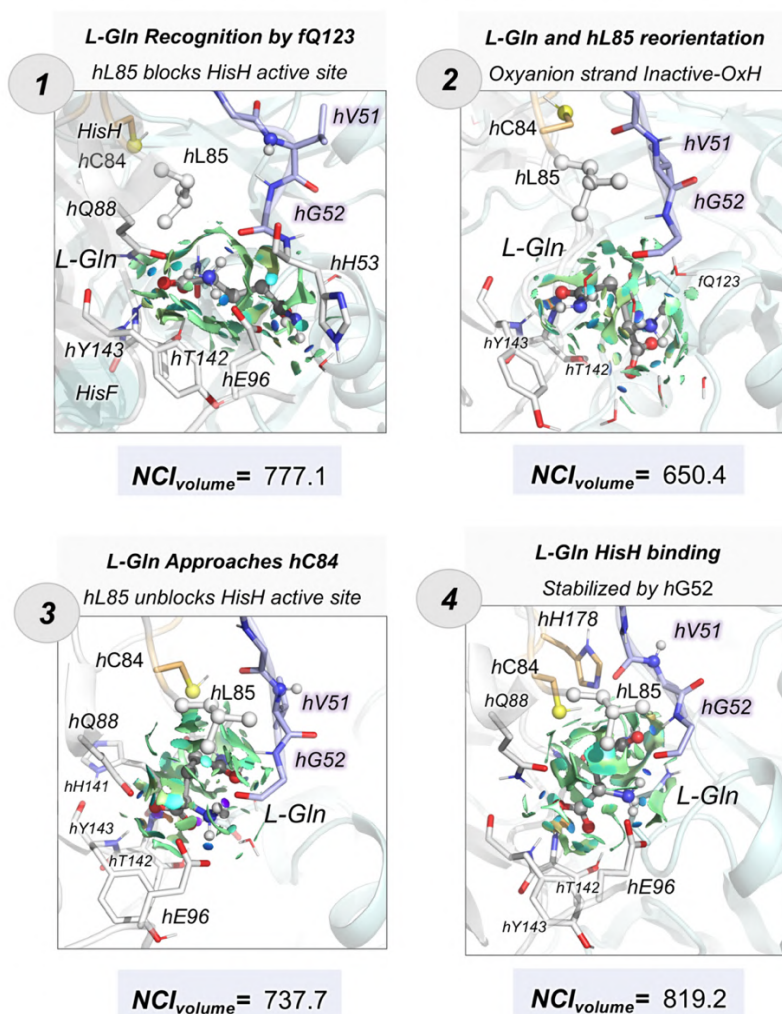 L-Gln Recognition by fQ123
1
hL85 blocks HisH active site
HisH
hC84
hL85
hV51
hQ88
hG52
L-Gln
hH53
hY143
hT142
hE96
HisF
NCIvolume= 777.1
L-Gln and hL85 reorientation
2
Oxyanion strand Inactive-OxH
hC84
hV51
hL85
hG52
L-Gln
fQ123
hY143
hT142
NCIvolume= 650.4
L-Gln Approaches hC84
3
hL85 unblocks HisH active site
hC84
hL85
hV51
hQ88
hG52
hH141
L-Gln
hY143
hT142
hE96
NCIvolume= 737.7
L-Gln HisH binding
4
Stabilized by hG52
hH178
hV51
hC84
hL85
hQ88
hG52
L-Gln
hT142
hE96
hY143
NCIvolume= 819.2